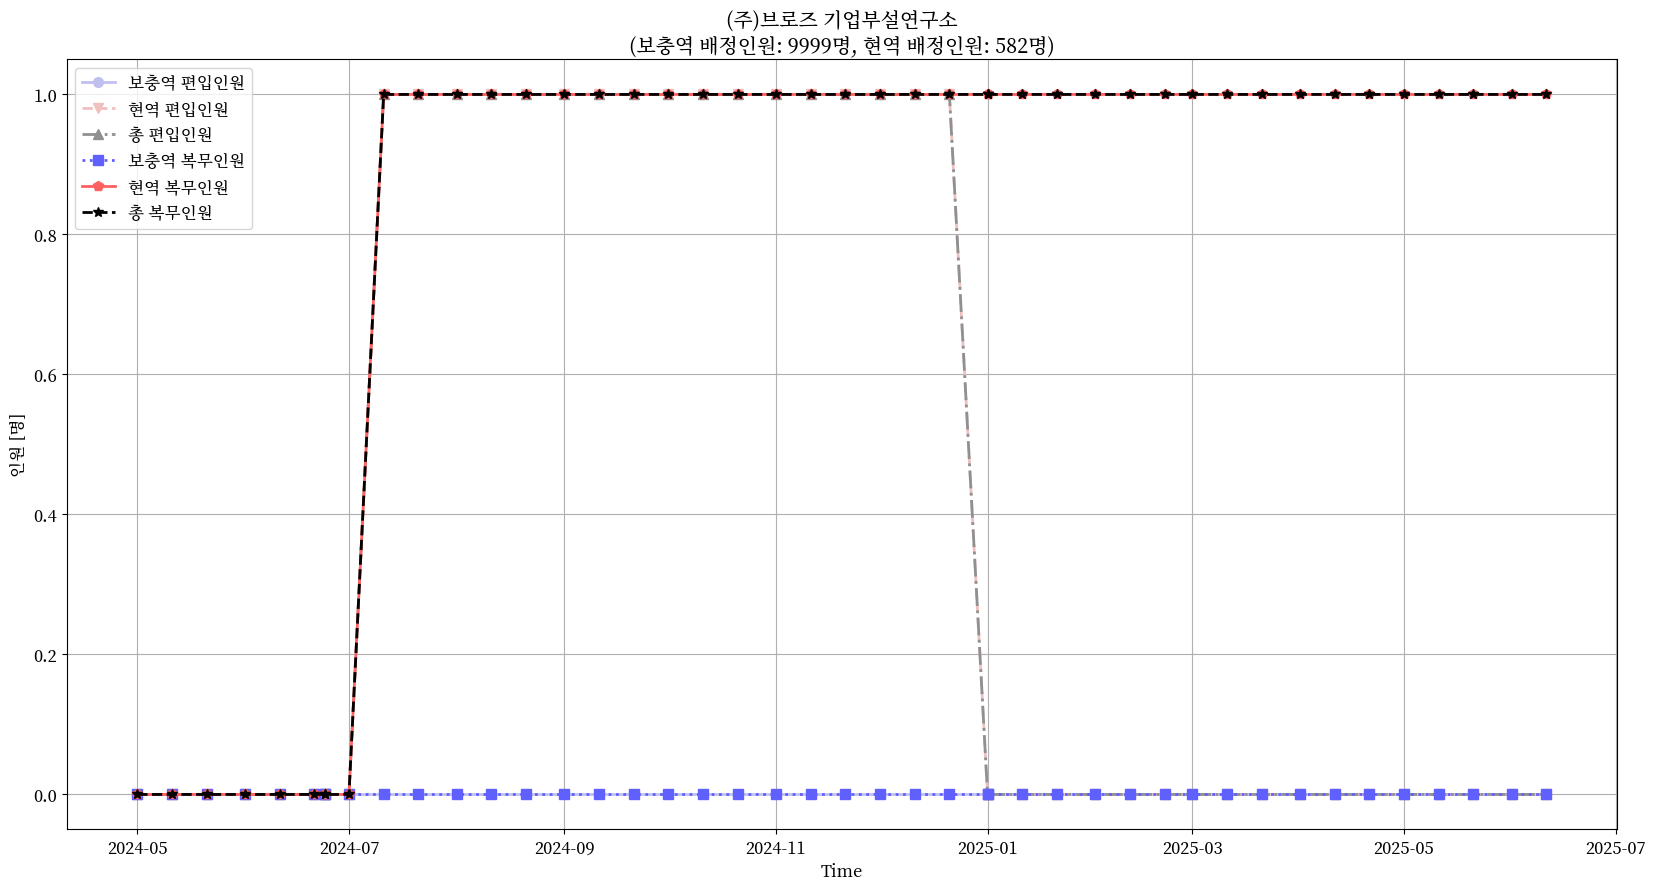 (주)브로즈 기업부설연구소
(보충역 배정인원: 9999명, 현역 배정인원: 582명)
보충역 편입인원
현역 편입인원
총 편입인원
보충역 복무인원
현역 복무인원
총 복무인원
인원 [명]
1.0
0.8
0.6
0.4
0.2
0.0
2024-05
2024-07
2024-09
2024-11
2025-01
2025-03
2025-05
2025-07
Time